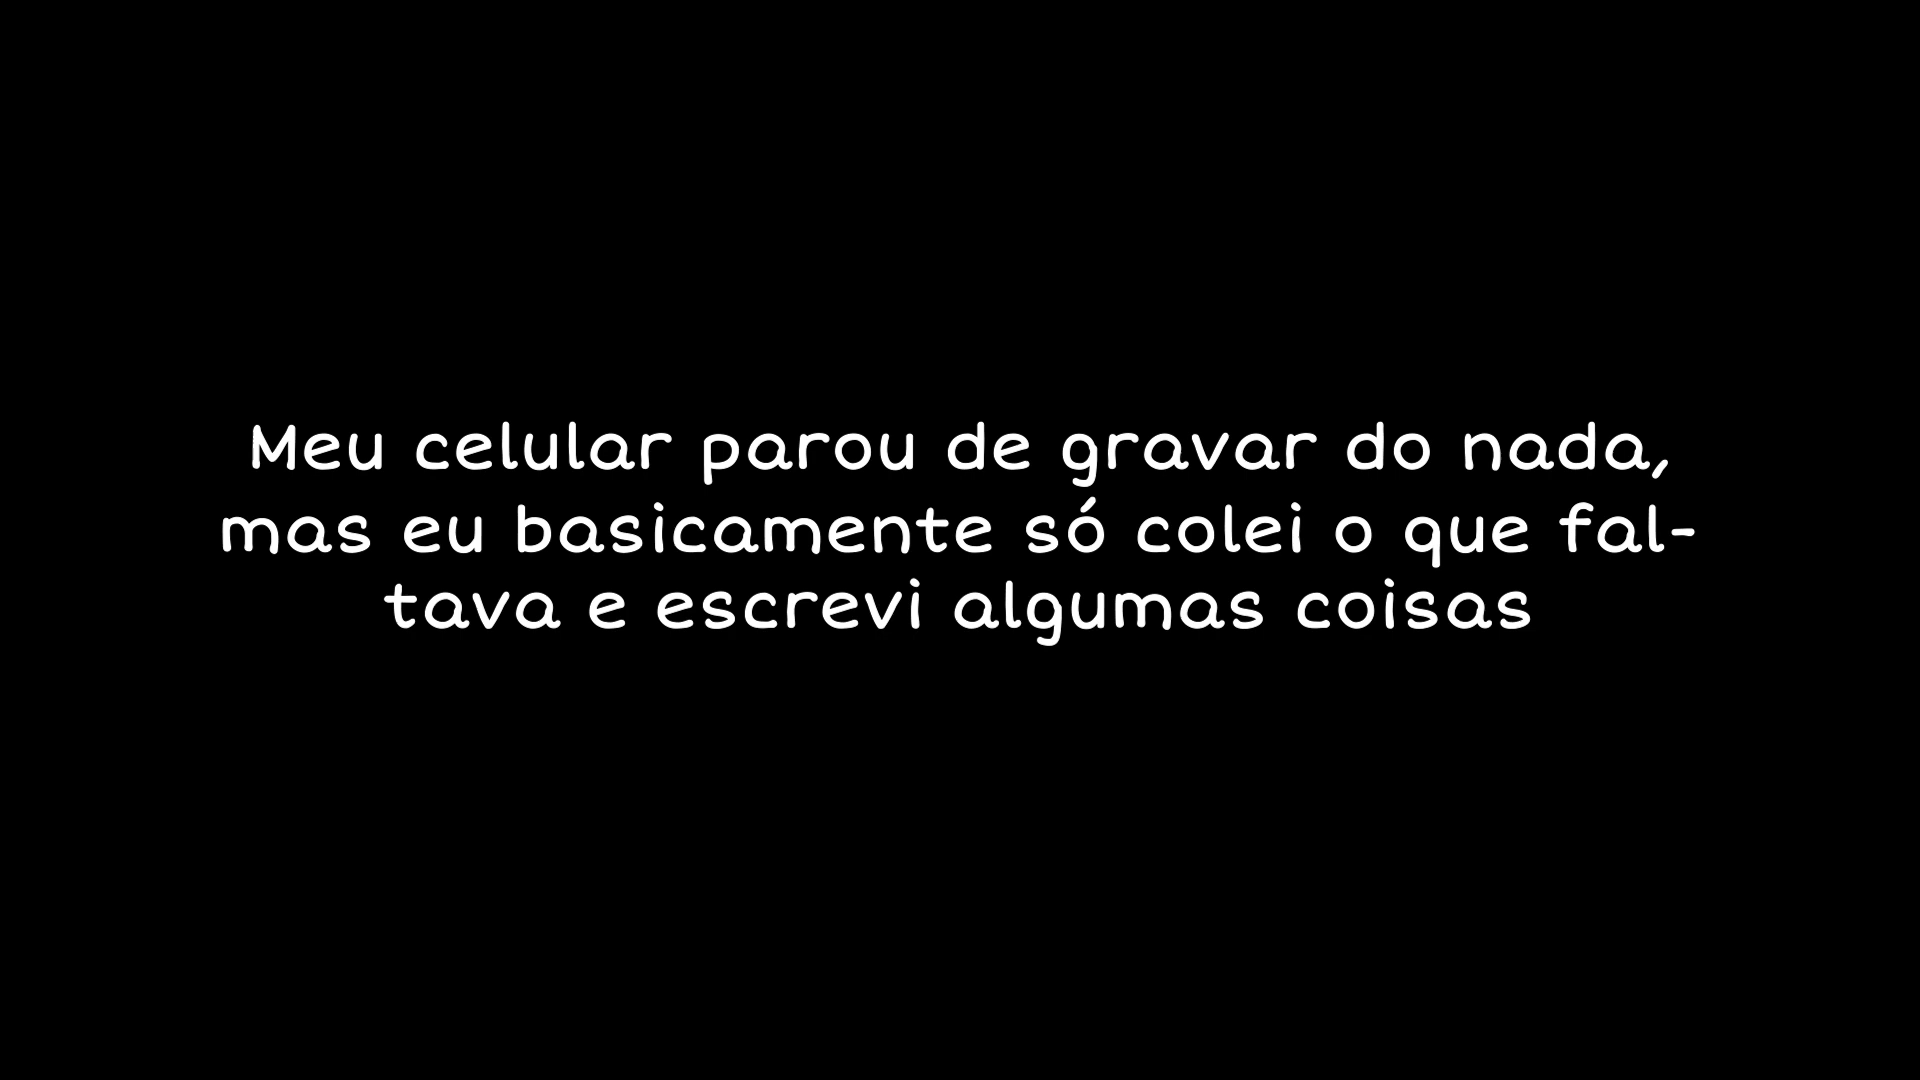 Meu celular parou de gravar do nada,
mas eu basicamente só colei o que fal-
tava e escrevi algumas coisas